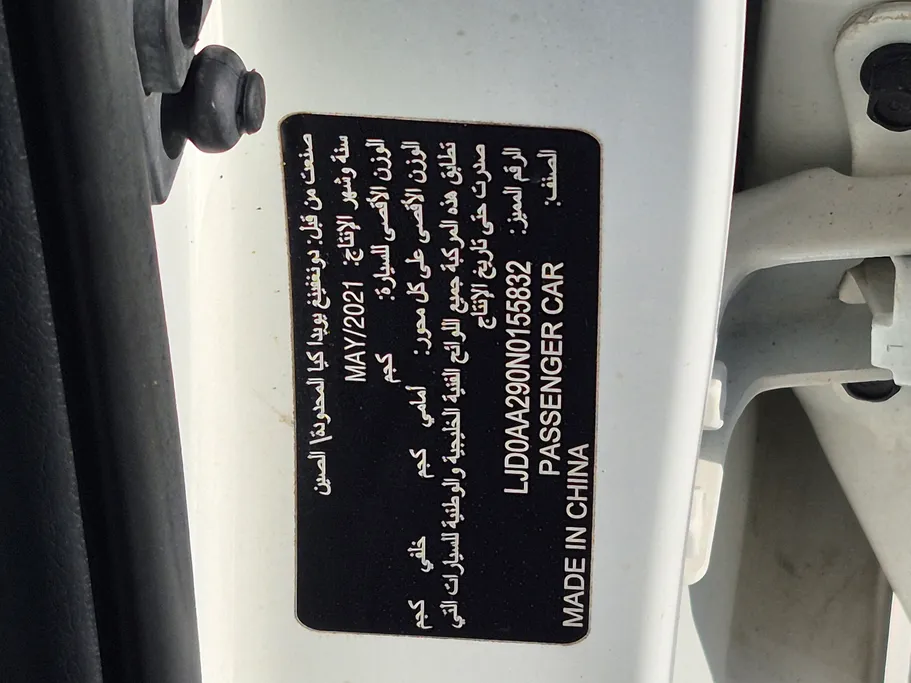 صنعت من قبل: دونغفينغ يويدا كيا المحدودة\ الصين
سنة وشهر الإنتاج: MAY/2021
الوزن الأقصى للسيارة: كجم
الوزن الأقصى على كل محور: أمامي كجم خلفي كجم
تطابق هذه المركبة جميع اللوائح الفنية الخليجية والوطنية للسيارات التي
صدرت حتى تاريخ الإنتاج
الرقم المميز: LJD0AA290N0155832
الصنف: PASSENGER CAR
MADE IN CHINA